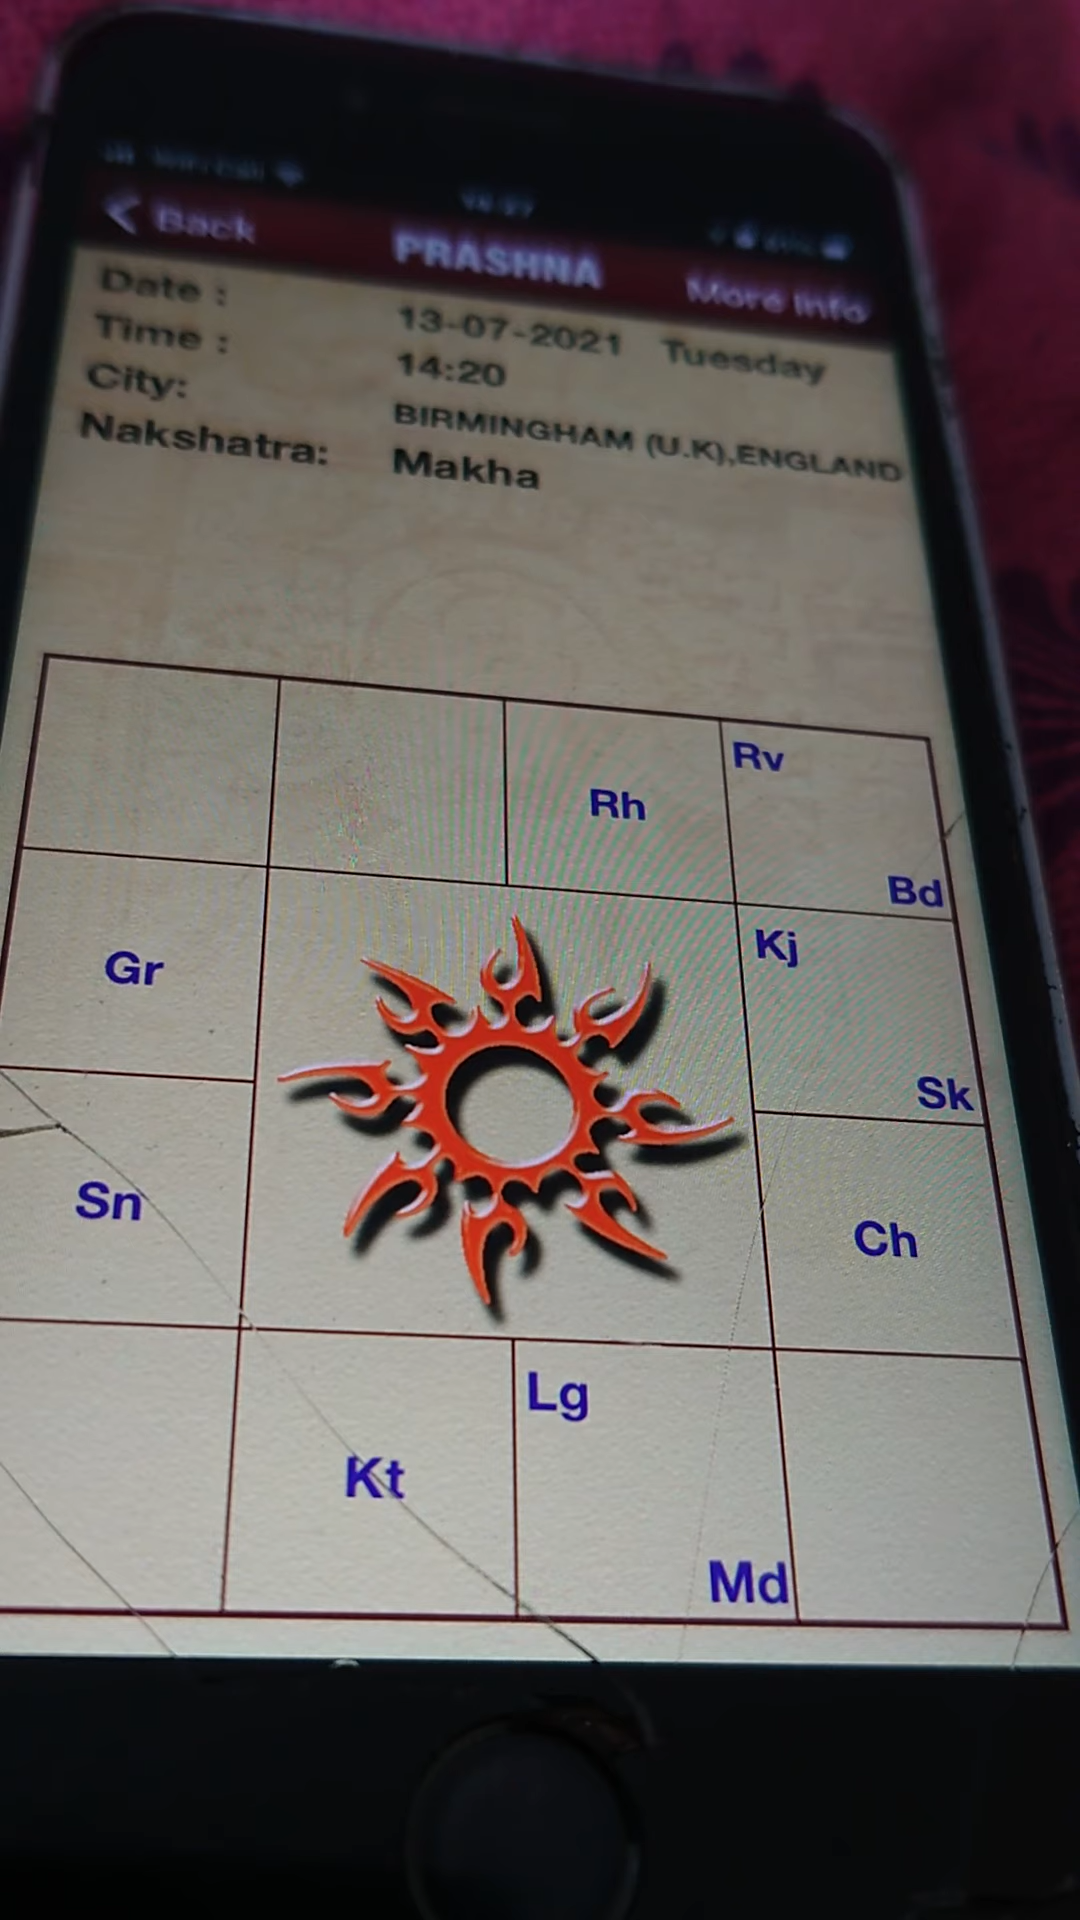 Back PRASHNA More Info
Date : 13-07-2021 Tuesday
Time : 14:20
City: BIRMINGHAM (U.K),ENGLAND
Nakshatra: Makha
Rv
Rh
Bd
Gr
Kj
Sk
Sn
Ch
Lg
Kt
Md